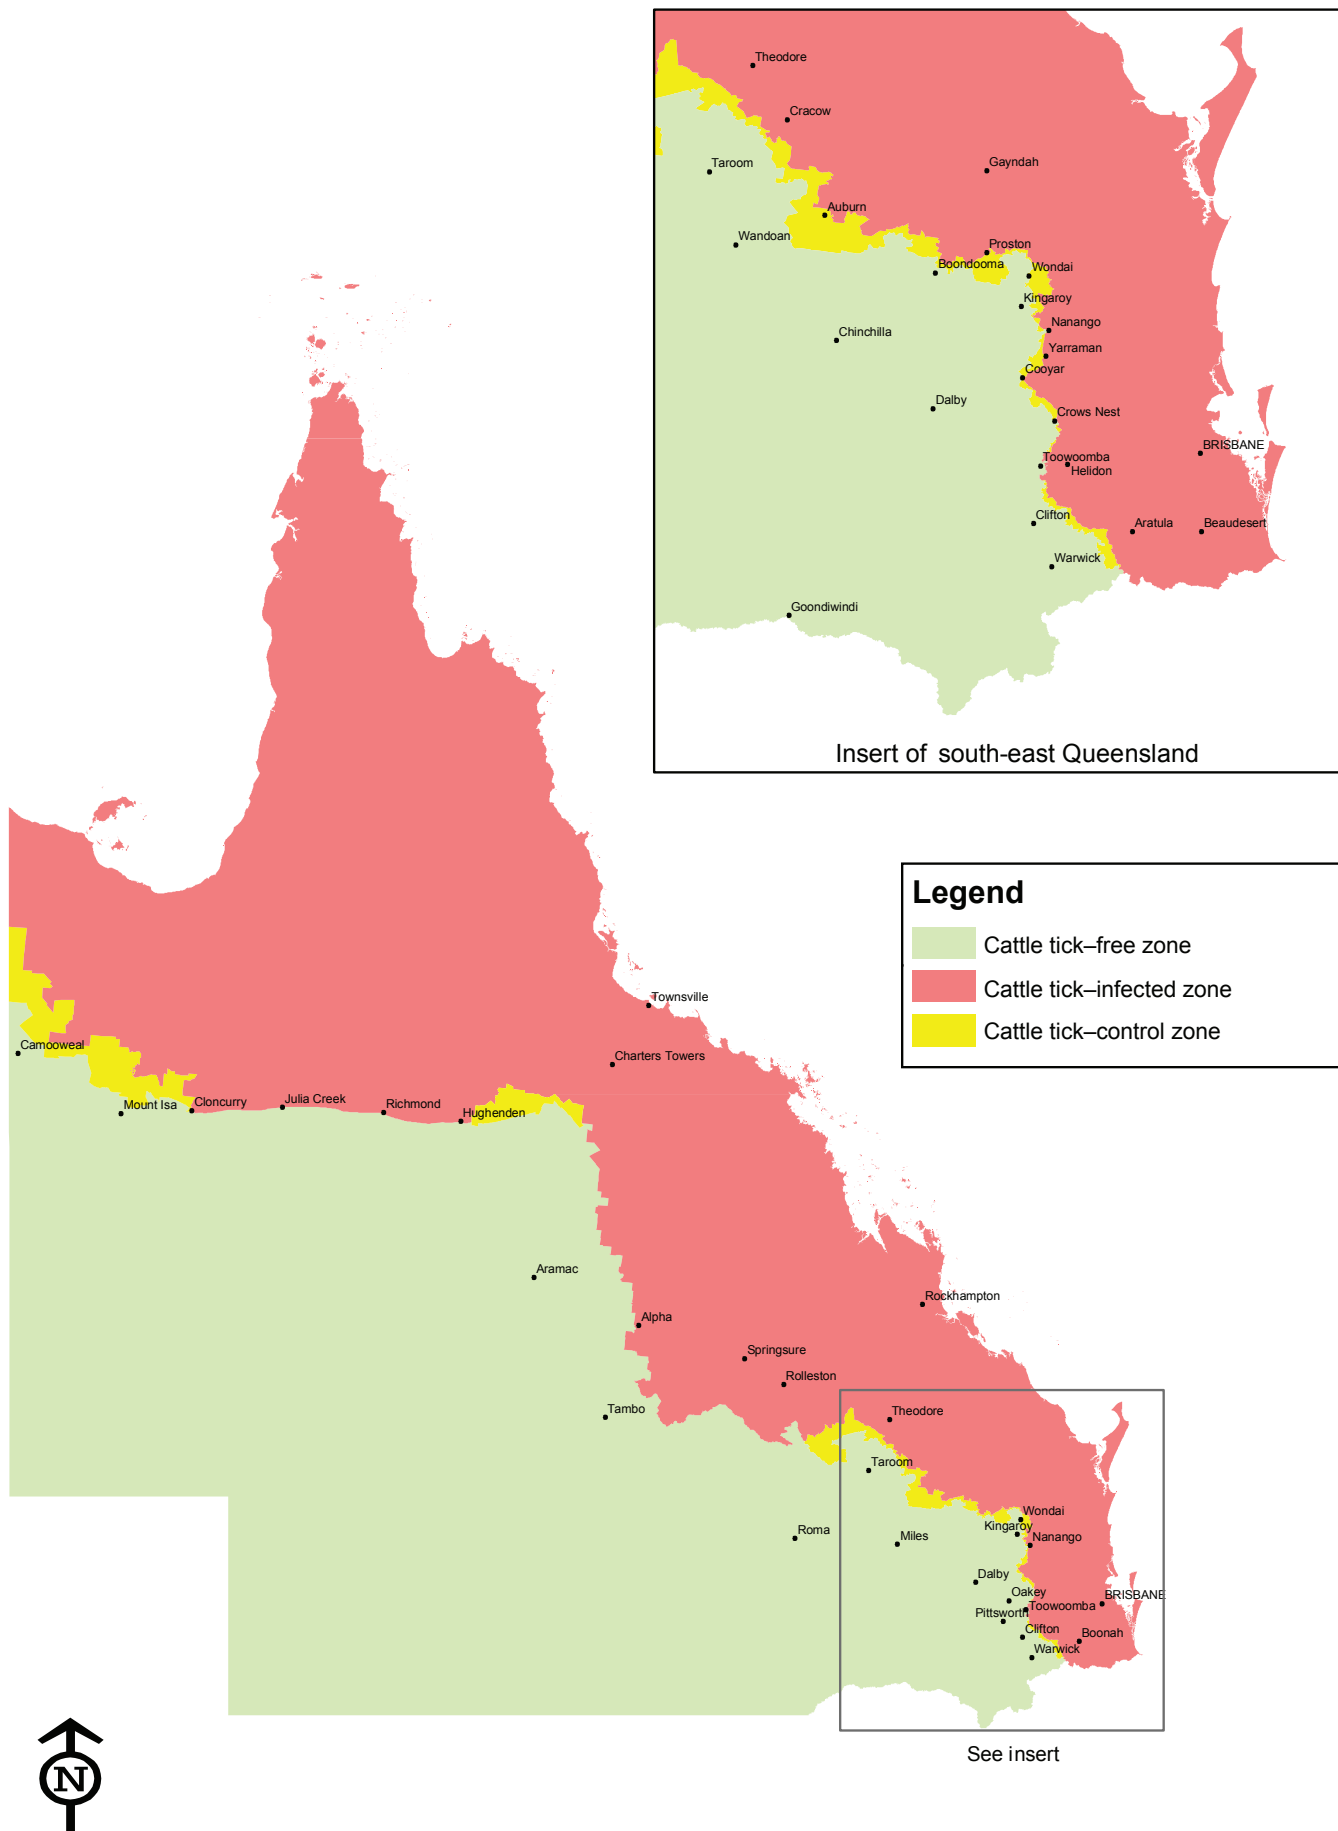 Theodore
Cracow
Taroom
Gayndah
Auburn
Wandoan
Proston
Boondooma
Wondai
Kingaroy
Nanango
Chinchilla
Yarraman
Cooyar
Dalby
Crows Nest
BRISBANE
Toowoomba
Helidon
Clifton
Aratula
Beaudesert
Warwick
Goondiwindi
Insert of south-east Queensland
Legend
Cattle tick–free zone
Cattle tick–infected zone
Cattle tick–control zone
Townsville
Camooweal
Charters Towers
Mount Isa
Cloncurry
Julia Creek
Richmond
Hughenden
Aramac
Rockhampton
Alpha
Springsure
Rolleston
Tambo
Theodore
Taroom
Wondai
Kingaroy
Roma
Miles
Nanango
Dalby
Oakey
BRISBANE
Pittsworth
Toowoomba
Clifton
Boonah
Warwick
See insert
N